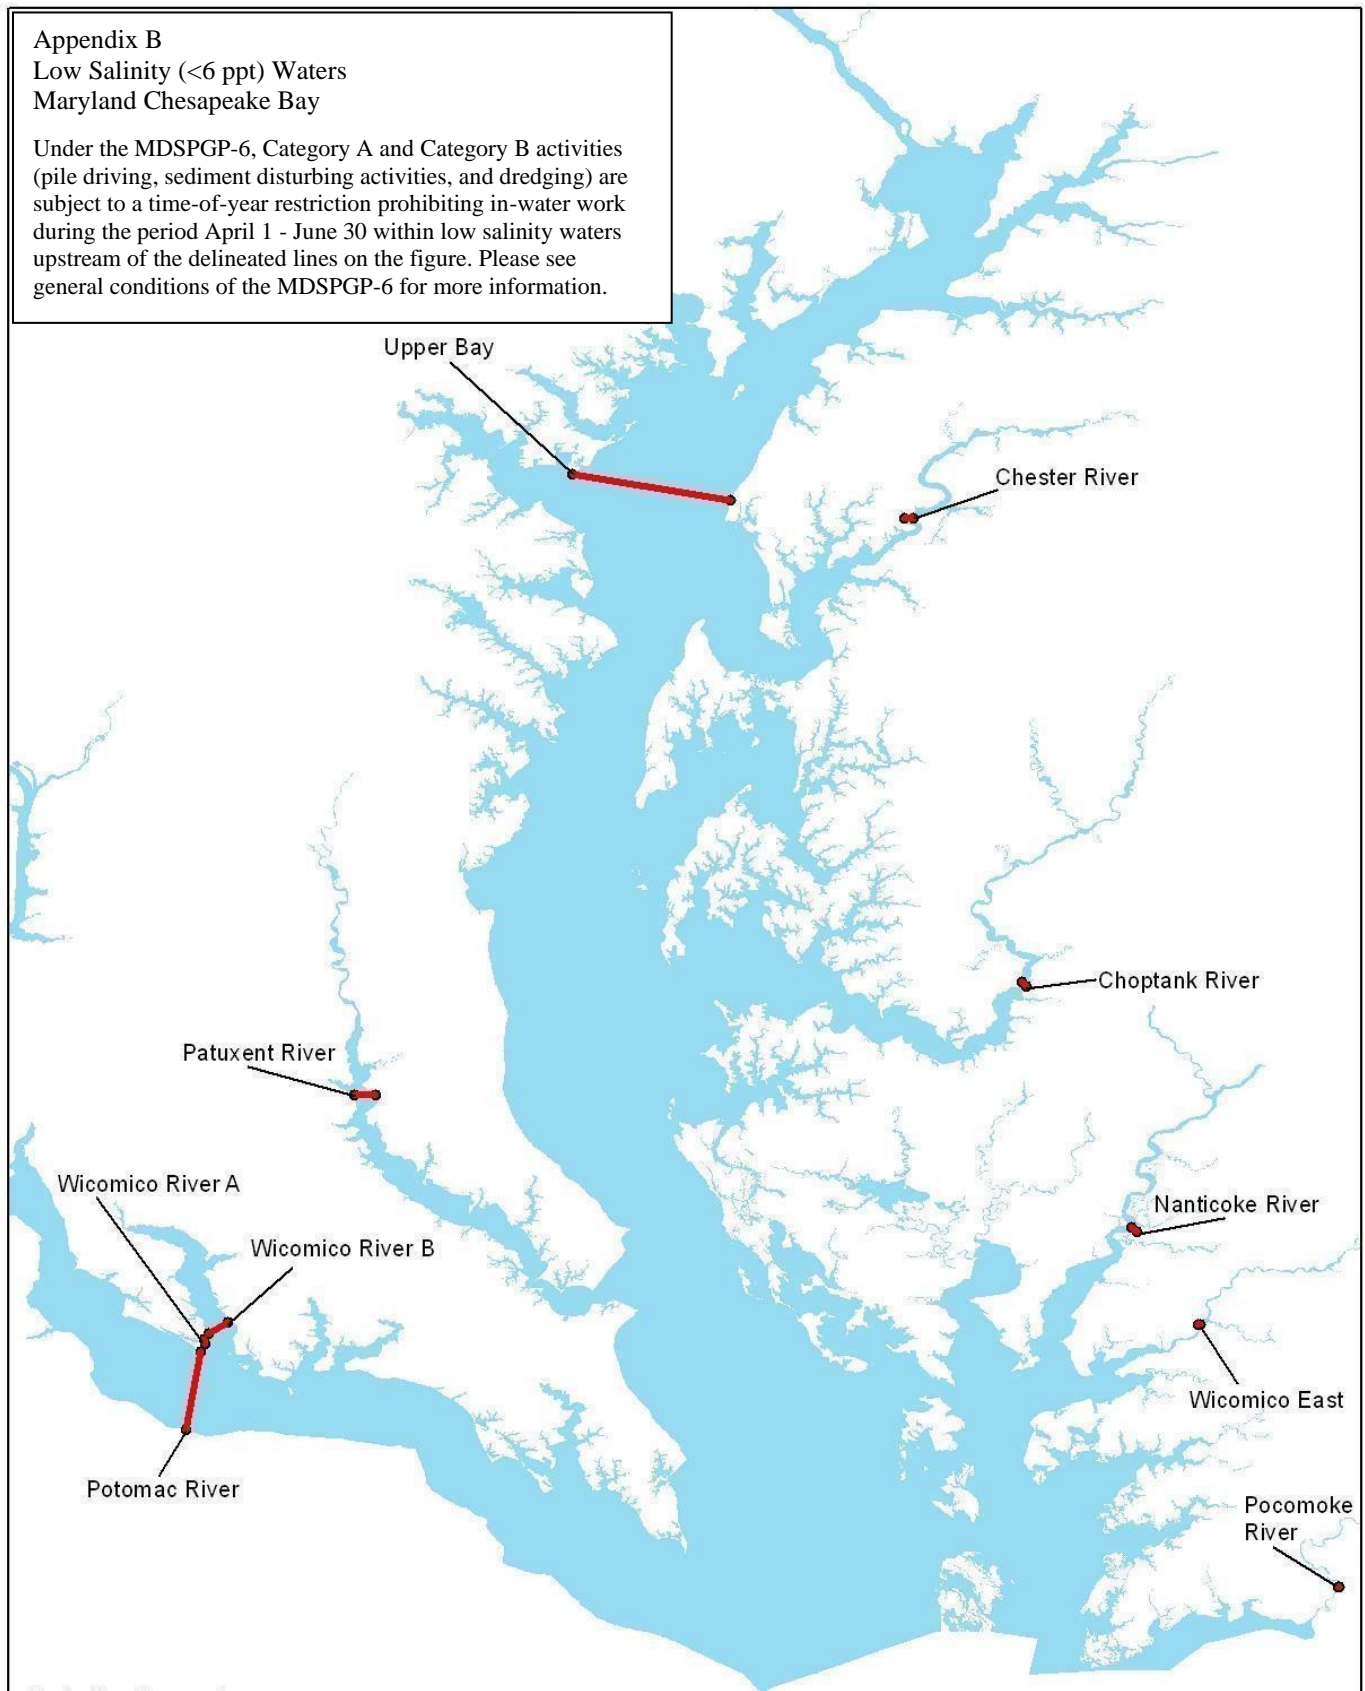 Appendix B
Low Salinity (<6 ppt) Waters
Maryland Chesapeake Bay
Under the MDSPGP-6, Category A and Category B activities
(pile driving, sediment disturbing activities, and dredging) are
subject to a time-of-year restriction prohibiting in-water work
during the period April 1 - June 30 within low salinity waters
upstream of the delineated lines on the figure. Please see
general conditions of the MDSPGP-6 for more information.
Upper Bay
Chester River
Choptank River
Patuxent River
Wicomico River A
Nanticoke River
Wicomico River B
Wicomico East
Potomac River
Pocomoke
River